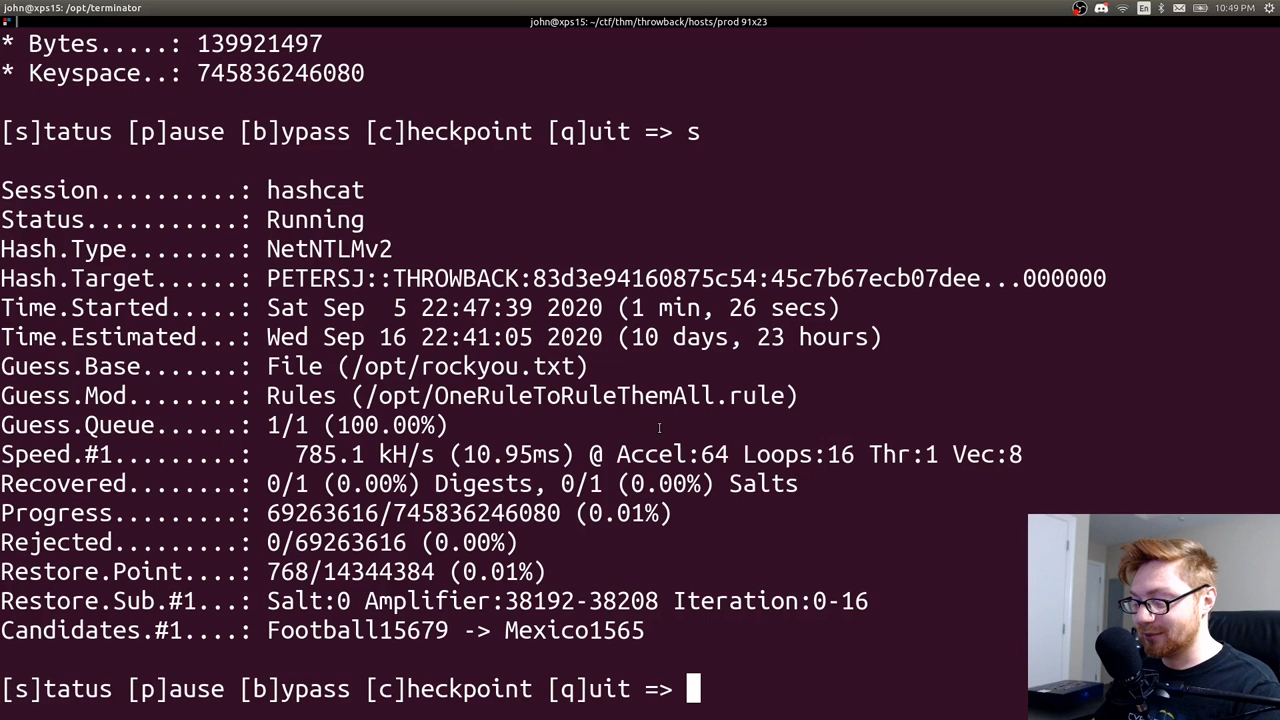 john@xps15: /opt/terminator
En
10:49 PM
john@xps15: ~/ctf/thm/throwback/hosts/prod 91x23
* Bytes.....: 139921497
* Keyspace..: 745836246080
[s]tatus [p]ause [b]ypass [c]heckpoint [q]uit => s
Session..........: hashcat
Status...........: Running
Hash.Type........: NetNTLMv2
Hash.Target......: PETERSJ::THROWBACK:83d3e94160875c54:45c7b67ecb07dee...000000
Time.Started.....: Sat Sep  5 22:47:39 2020 (1 min, 26 secs)
Time.Estimated...: Wed Sep 16 22:41:05 2020 (10 days, 23 hours)
Guess.Base.......: File (/opt/rockyou.txt)
Guess.Mod........: Rules (/opt/OneRuleToRuleThemAll.rule)
Guess.Queue......: 1/1 (100.00%)
Speed.#1.........:   785.1 kH/s (10.95ms) @ Accel:64 Loops:16 Thr:1 Vec:8
Recovered........: 0/1 (0.00%) Digests, 0/1 (0.00%) Salts
Progress.........: 69263616/745836246080 (0.01%)
Rejected.........: 0/69263616 (0.00%)
Restore.Point....: 768/14344384 (0.01%)
Restore.Sub.#1...: Salt:0 Amplifier:38192-38208 Iteration:0-16
Candidates.#1....: Football15679 -> Mexico1565
[s]tatus [p]ause [b]ypass [c]heckpoint [q]uit =>